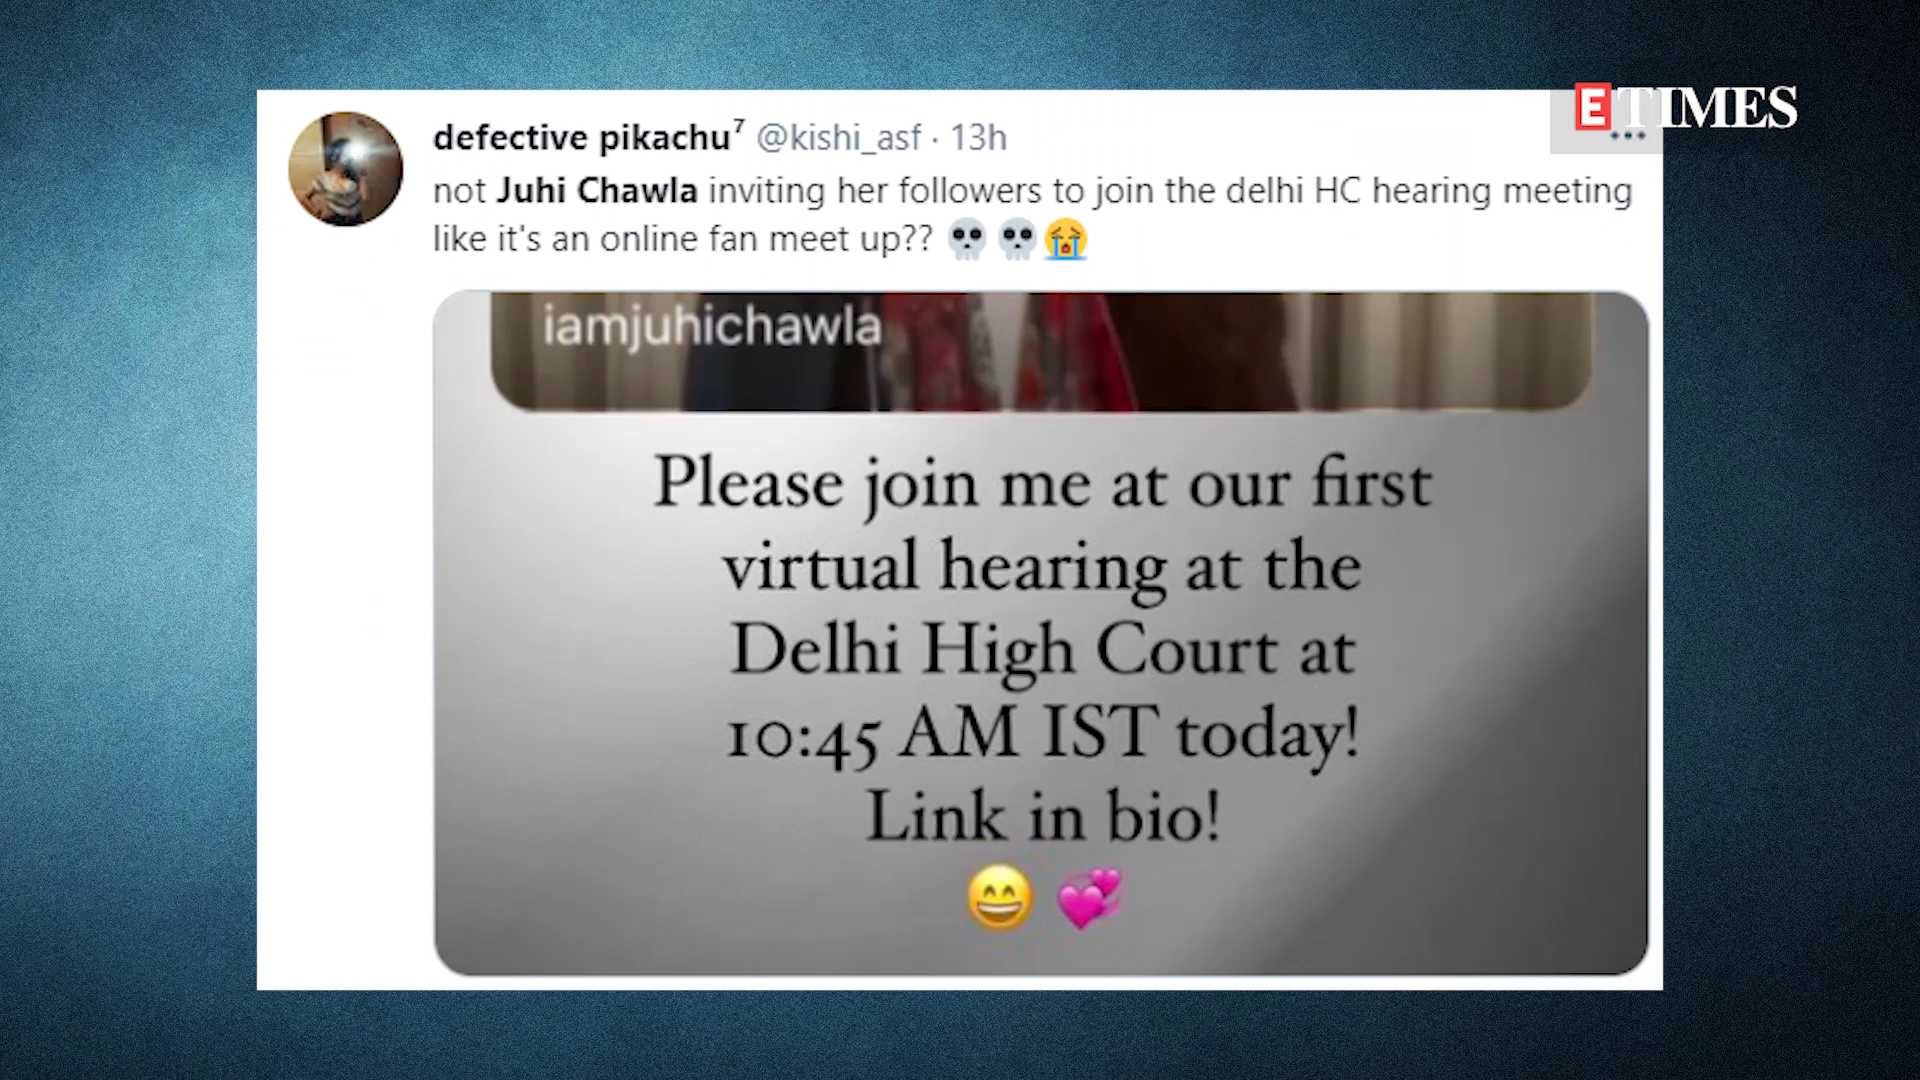 ETIMES
defective pikachu⁷ @kishi_asf · 13h
not Juhi Chawla inviting her followers to join the delhi HC hearing meeting
like it's an online fan meet up?? 💀 💀 😭
iamjuhichawla
Please join me at our first
virtual hearing at the
Delhi High Court at
10:45 AM IST today!
Link in bio!
😄 💞